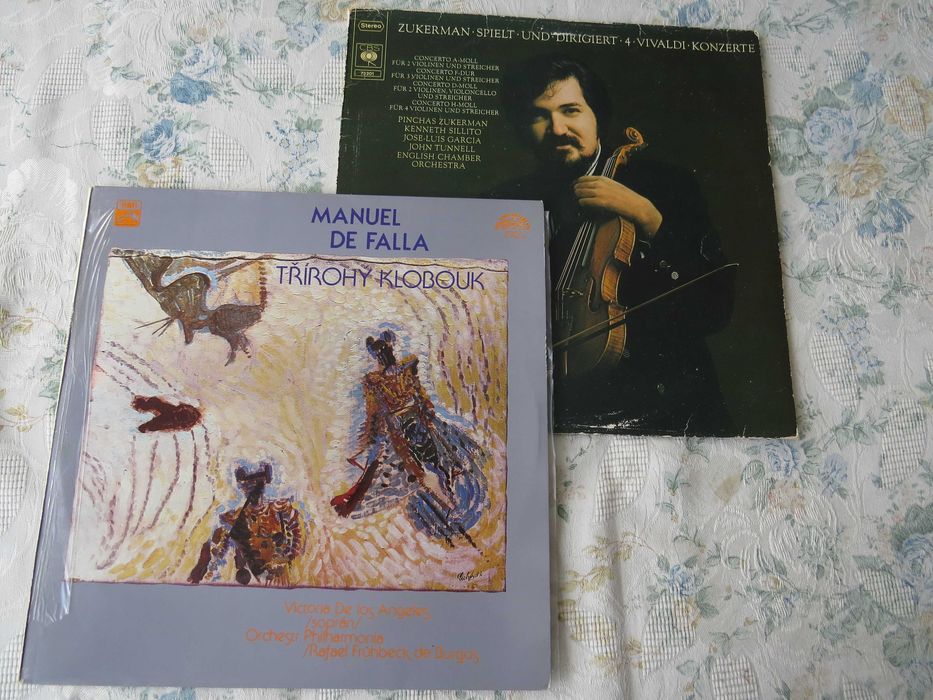 Stereo
CBS
73301
ZUKERMAN · SPIELT · UND · DIRIGIERT · 4 · VIVALDI · KONZERTE
CONCERTO A-MOLL
FÜR 2 VIOLINEN UND STREICHER
CONCERTO F-DUR
FÜR 3 VIOLINEN UND STREICHER
CONCERTO D-MOLL
FÜR 2 VIOLINEN, VIOLONCELLO
UND STREICHER
CONCERTO H-MOLL
FÜR 4 VIOLINEN UND STREICHER
PINCHAS ZUKERMAN
KENNETH SILLITO
JOSE-LUIS GARCIA
JOHN TUNNELL
ENGLISH CHAMBER
ORCHESTRA
MANUEL
DE FALLA
TŘÍROHÝ KLOBOUK
Victoria De los Angeles
/soprán/
Orchestr Philharmonia
/Rafael Frühbeck de Burgos